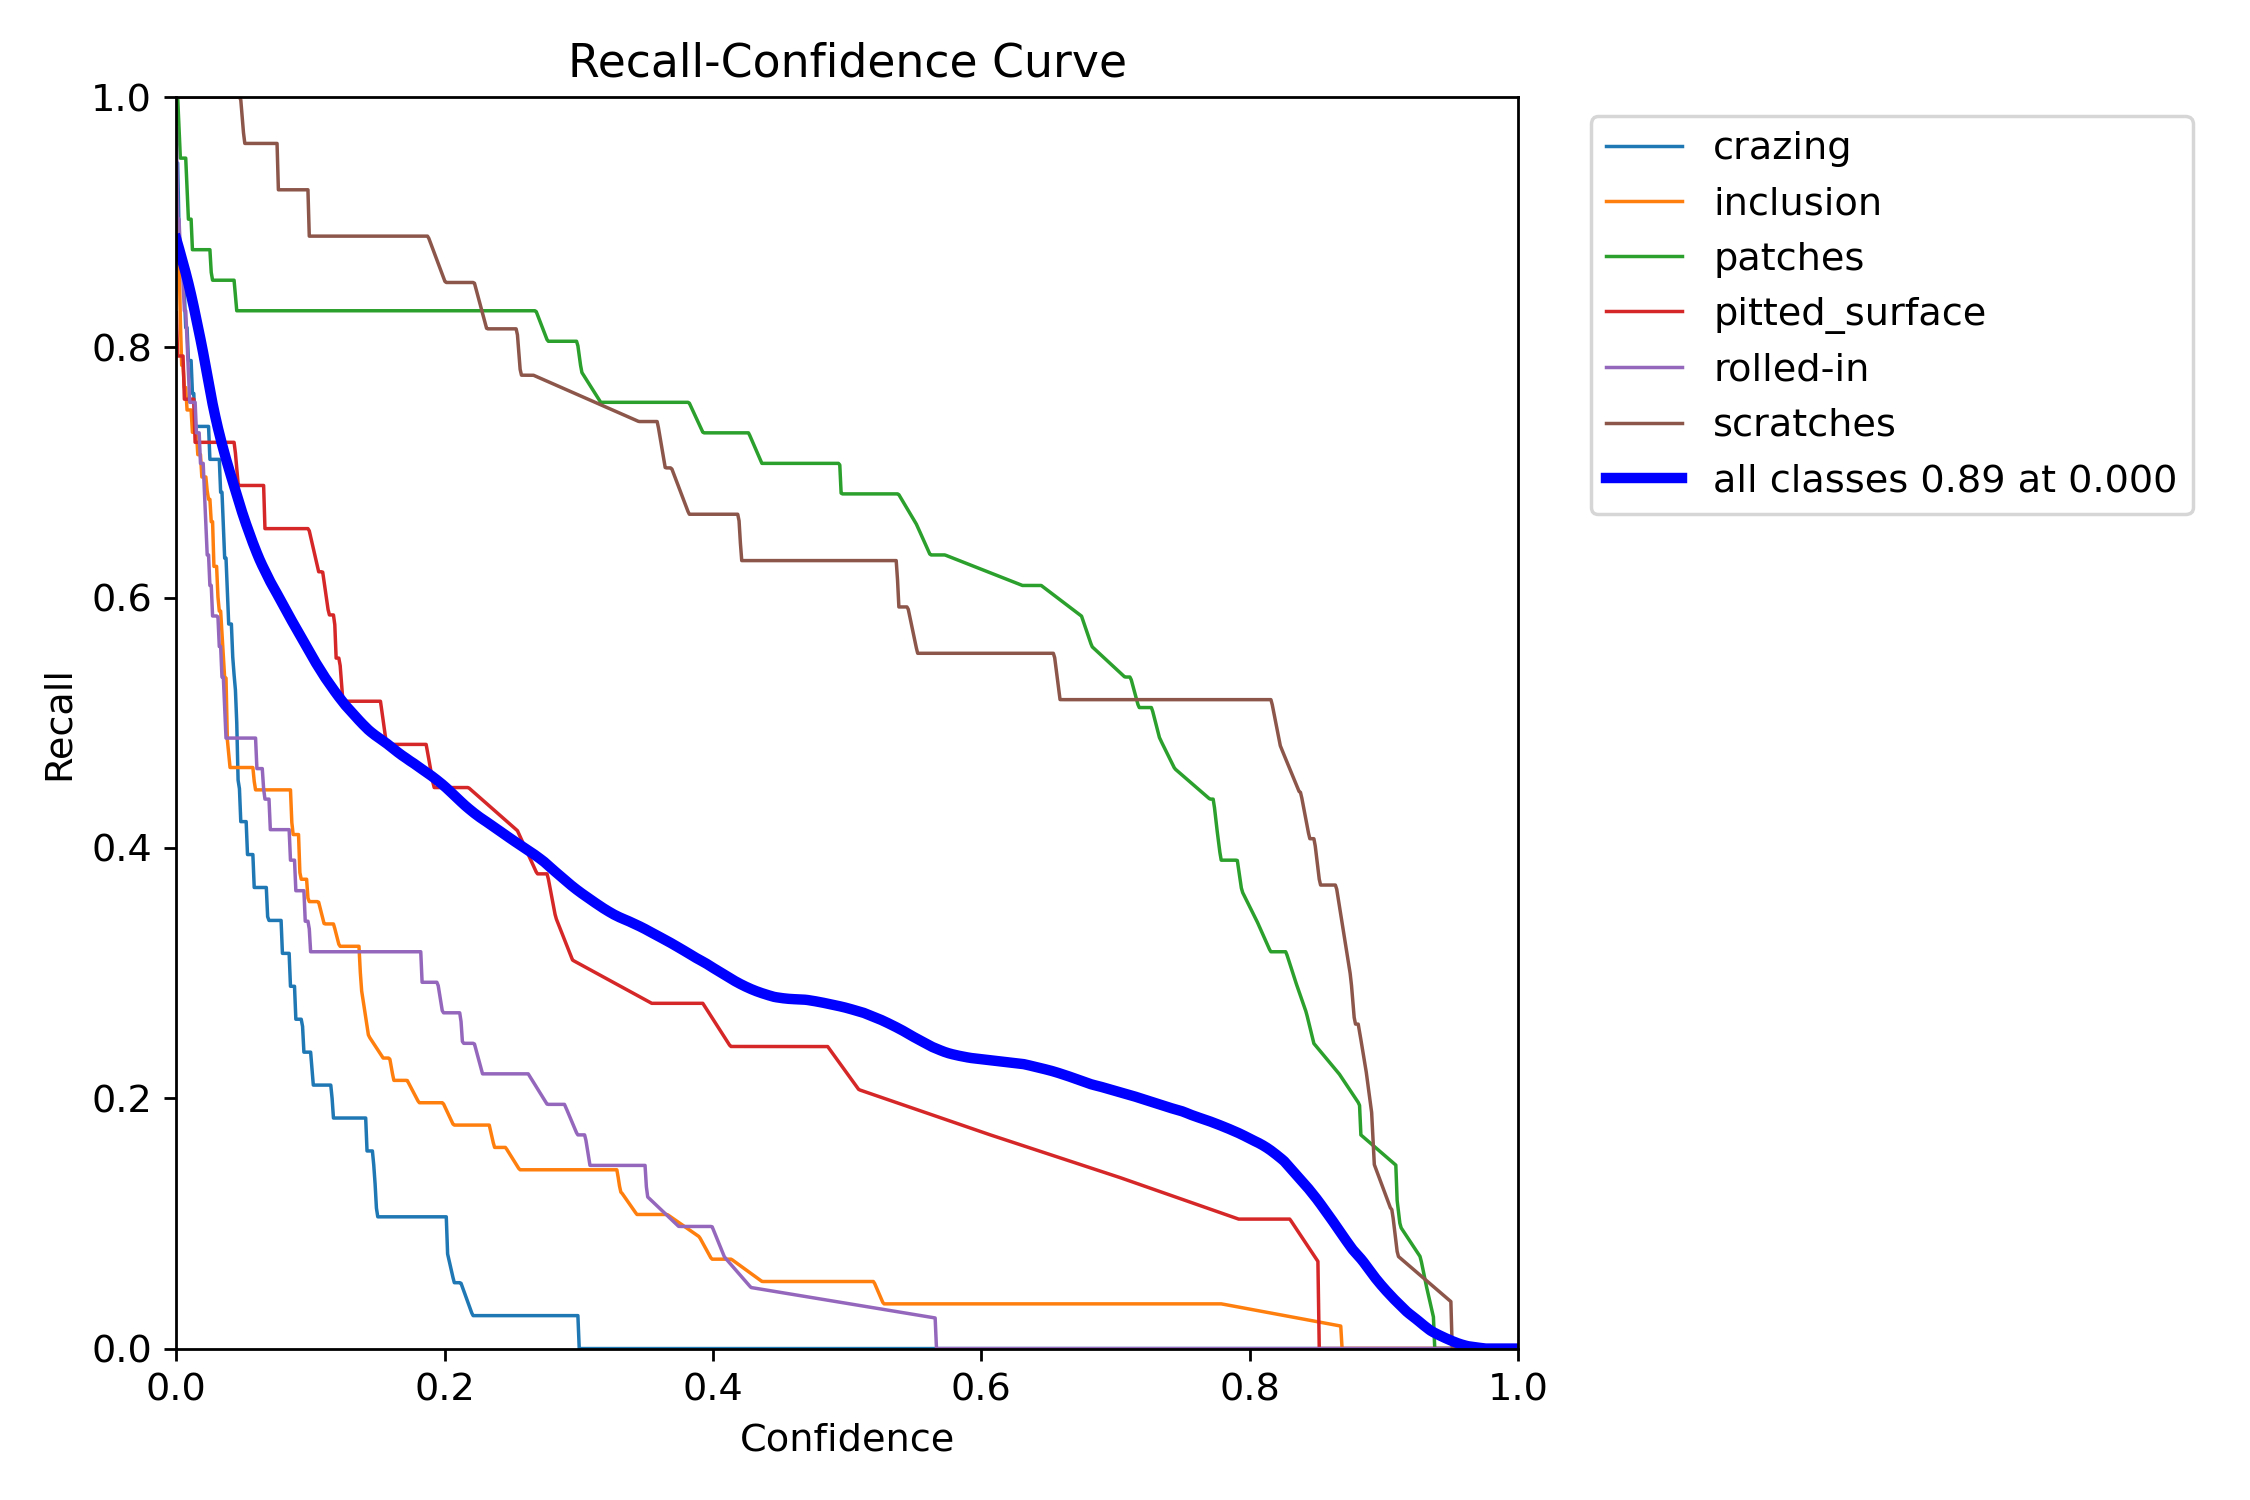 Recall-Confidence Curve
1.0
0.8
0.6
0.4
0.2
0.0
Recall
0.0 0.2 0.4 0.6 0.8 1.0
Confidence
crazing
inclusion
patches
pitted_surface
rolled-in
scratches
all classes 0.89 at 0.000